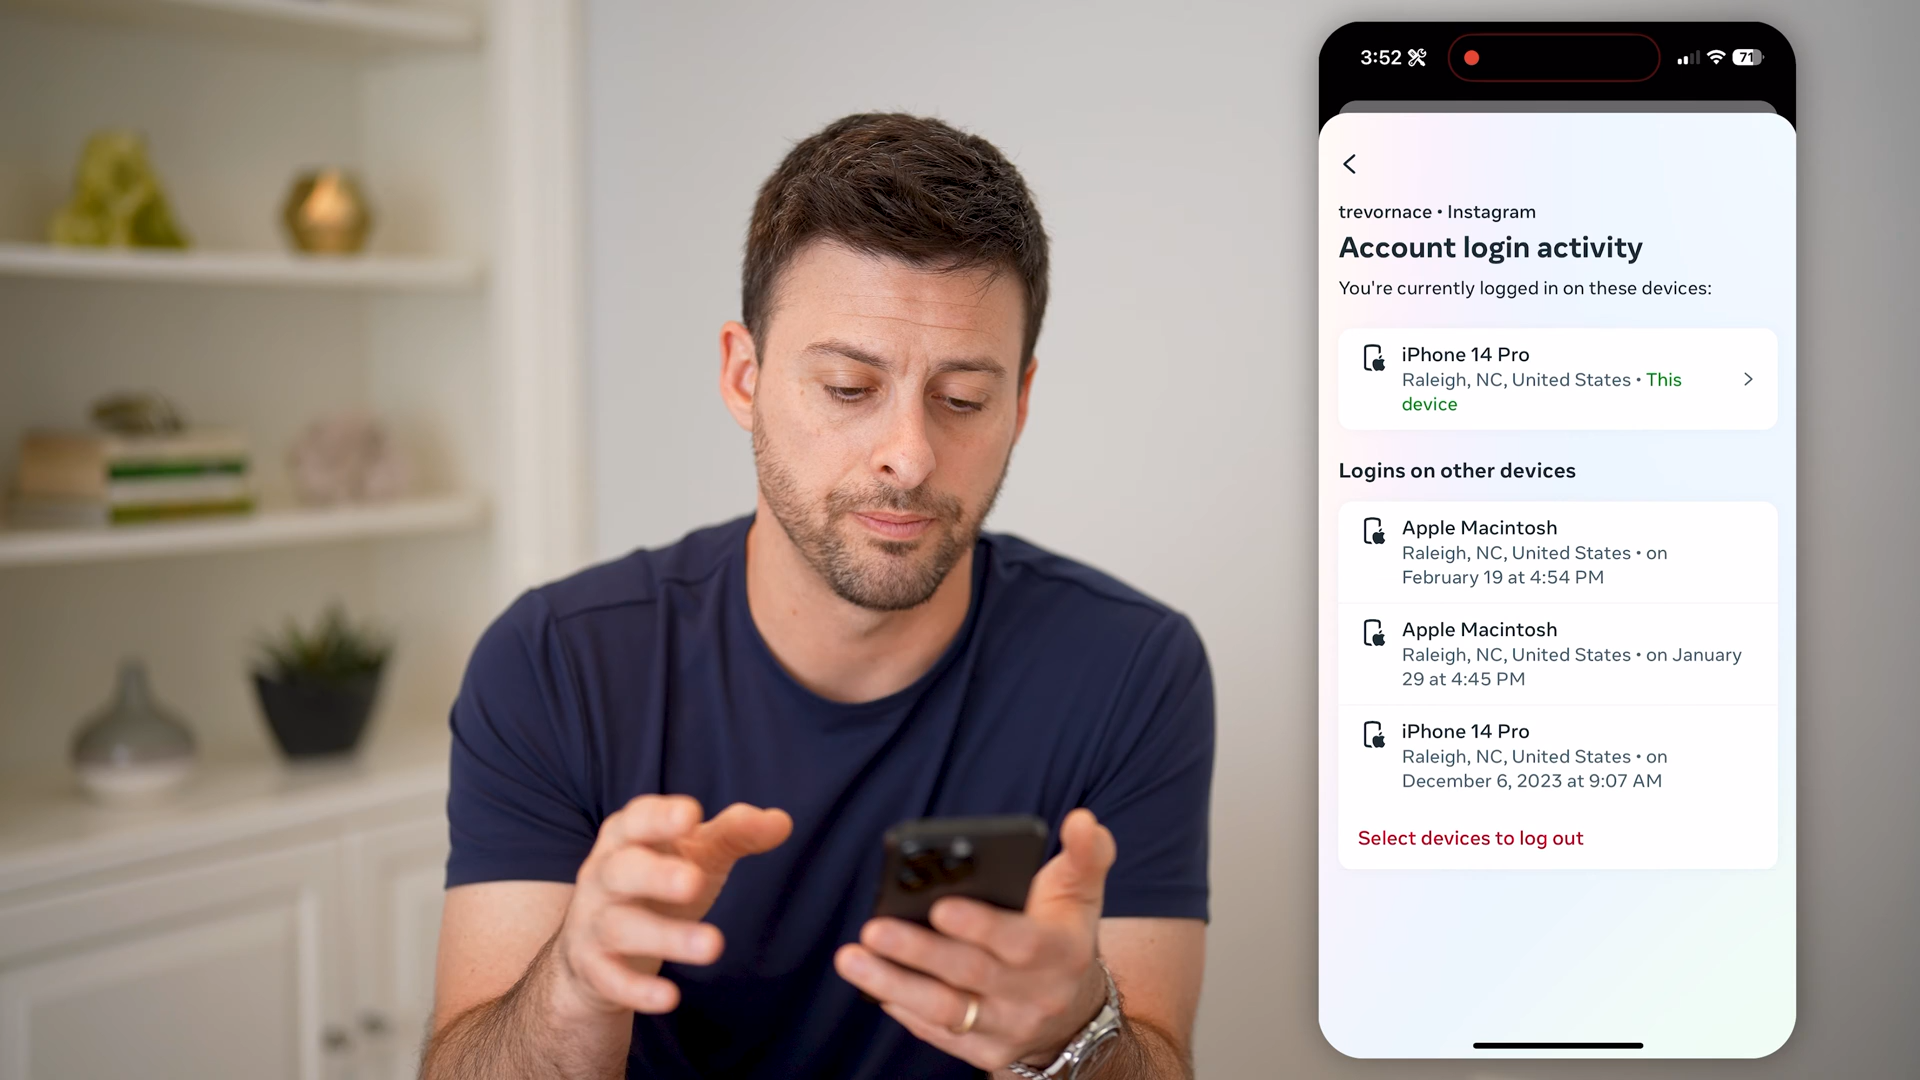 3:52
71
trevornace • Instagram
Account login activity
You're currently logged in on these devices:
iPhone 14 Pro
Raleigh, NC, United States • This
device
Logins on other devices
Apple Macintosh
Raleigh, NC, United States • on
February 19 at 4:54 PM
Apple Macintosh
Raleigh, NC, United States • on January
29 at 4:45 PM
iPhone 14 Pro
Raleigh, NC, United States • on
December 6, 2023 at 9:07 AM
Select devices to log out